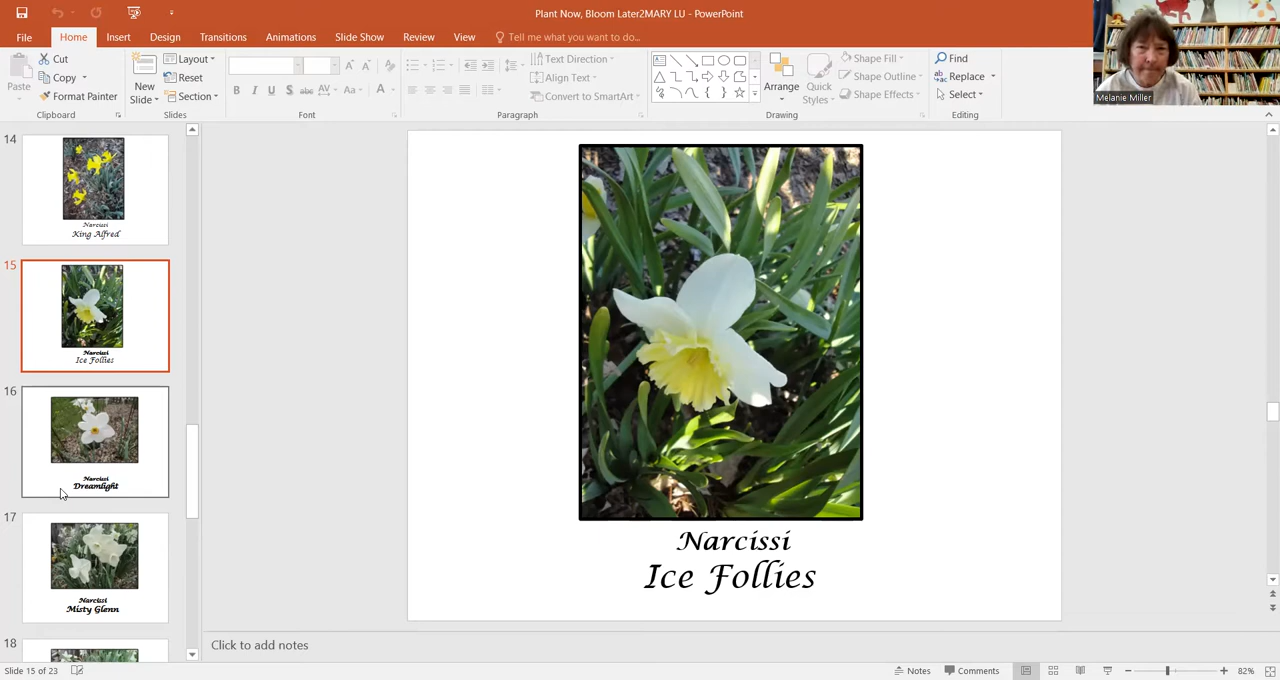 Plant Now, Bloom Later2MARY LU - PowerPoint
File Home Insert Design Transitions Animations Slide Show Review View Tell me what you want to do...
Cut
Copy
Format Painter
Paste
Clipboard
New Slide
Layout
Reset
Section
Slides
B I U S abc AV Aa A
Font
Text Direction
Align Text
Convert to SmartArt
Paragraph
Arrange
Quick Styles
Shape Fill
Shape Outline
Shape Effects
Drawing
Find
Replace
Select
Editing
Melanie Miller
14
Narcissi
King Alfred
15
Narcissi
Ice Follies
16
Narcissi
Dreamlight
17
Narcissi
Misty Glenn
18
Narcissi
Ice Follies
Click to add notes
Slide 15 of 23
Notes
Comments
82%